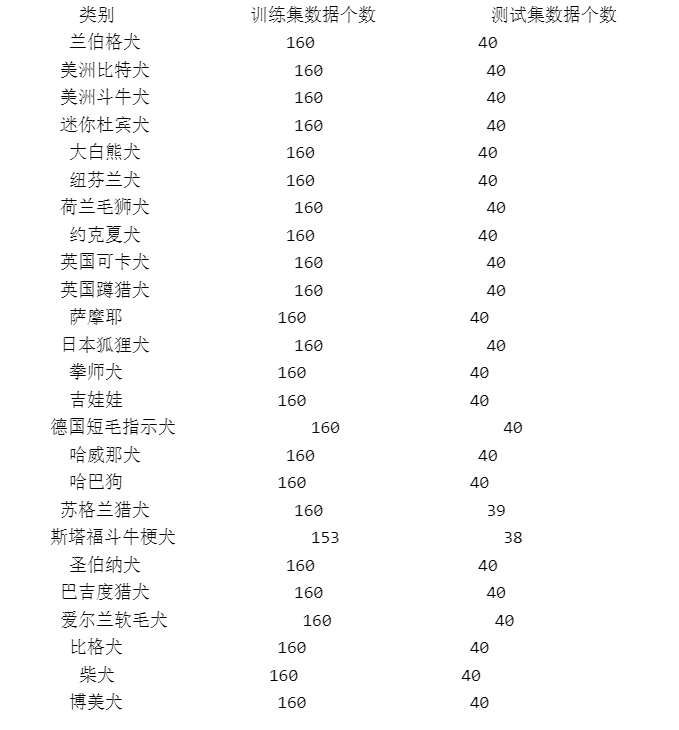 类别 训练集数据个数 测试集数据个数
兰伯格犬 160 40
美洲比特犬 160 40
美洲斗牛犬 160 40
迷你杜宾犬 160 40
大白熊犬 160 40
纽芬兰犬 160 40
荷兰毛狮犬 160 40
约克夏犬 160 40
英国可卡犬 160 40
英国蹲猎犬 160 40
萨摩耶 160 40
日本狐狸犬 160 40
拳师犬 160 40
吉娃娃 160 40
德国短毛指示犬 160 40
哈威那犬 160 40
哈巴狗 160 40
苏格兰猎犬 160 39
斯塔福斗牛梗犬 153 38
圣伯纳犬 160 40
巴吉度猎犬 160 40
爱尔兰软毛犬 160 40
比格犬 160 40
柴犬 160 40
博美犬 160 40